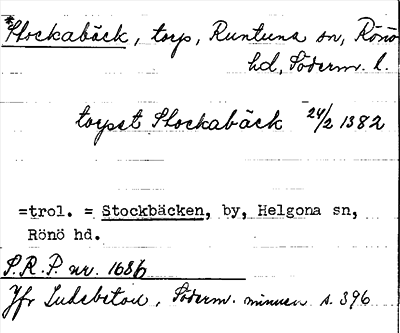 *Stockabäck, torp, Runtuna sn, Rönö
hd, Söderm. l.
torpet Stockabäck 24/2 1382
=trol. = Stockbäcken, by, Helgona sn,
Rönö hd.
S.R.P. nr. 1686
Jfr Luhsbetou, Söderm. minnen s. 396